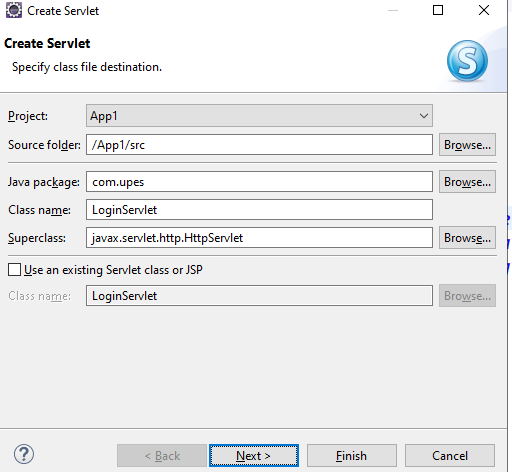 Create Servlet
Create Servlet
Specify class file destination.
S
Project: App1
Source folder: /App1/src Browse...
Java package: com.upes Browse...
Class name: LoginServlet
Superclass: javax.servlet.http.HttpServlet Browse...
Use an existing Servlet class or JSP
Class name: LoginServlet Browse...
? < Back Next > Finish Cancel